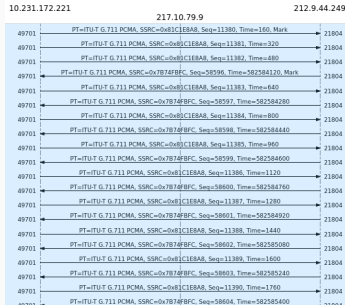 10.231.172.221 212.9.44.249
217.10.79.9
49701 PT=ITU-T G.711 PCMA, SSRC=0x81C1E8A8, Seq=11380, Time=160, Mark 21804
49701 PT=ITU-T G.711 PCMA, SSRC=0x81C1E8A8, Seq=11381, Time=320 21804
49701 PT=ITU-T G.711 PCMA, SSRC=0x81C1E8A8, Seq=11382, Time=480 21804
49701 PT=ITU-T G.711 PCMA, SSRC=0x7B74FBFC, Seq=58596, Time=582584120, Mark 21804
49701 PT=ITU-T G.711 PCMA, SSRC=0x81C1E8A8, Seq=11383, Time=640 21804
49701 PT=ITU-T G.711 PCMA, SSRC=0x7B74FBFC, Seq=58597, Time=582584280 21804
49701 PT=ITU-T G.711 PCMA, SSRC=0x81C1E8A8, Seq=11384, Time=800 21804
49701 PT=ITU-T G.711 PCMA, SSRC=0x7B74FBFC, Seq=58598, Time=582584440 21804
49701 PT=ITU-T G.711 PCMA, SSRC=0x81C1E8A8, Seq=11385, Time=960 21804
49701 PT=ITU-T G.711 PCMA, SSRC=0x7B74FBFC, Seq=58599, Time=582584600 21804
49701 PT=ITU-T G.711 PCMA, SSRC=0x81C1E8A8, Seq=11386, Time=1120 21804
49701 PT=ITU-T G.711 PCMA, SSRC=0x7B74FBFC, Seq=58600, Time=582584760 21804
49701 PT=ITU-T G.711 PCMA, SSRC=0x81C1E8A8, Seq=11387, Time=1280 21804
49701 PT=ITU-T G.711 PCMA, SSRC=0x7B74FBFC, Seq=58601, Time=582584920 21804
49701 PT=ITU-T G.711 PCMA, SSRC=0x81C1E8A8, Seq=11388, Time=1440 21804
49701 PT=ITU-T G.711 PCMA, SSRC=0x7B74FBFC, Seq=58602, Time=582585080 21804
49701 PT=ITU-T G.711 PCMA, SSRC=0x81C1E8A8, Seq=11389, Time=1600 21804
49701 PT=ITU-T G.711 PCMA, SSRC=0x7B74FBFC, Seq=58603, Time=582585240 21804
49701 PT=ITU-T G.711 PCMA, SSRC=0x81C1E8A8, Seq=11390, Time=1760 21804
49701 PT=ITU-T G.711 PCMA, SSRC=0x7B74FBFC, Seq=58604, Time=582585400 21804